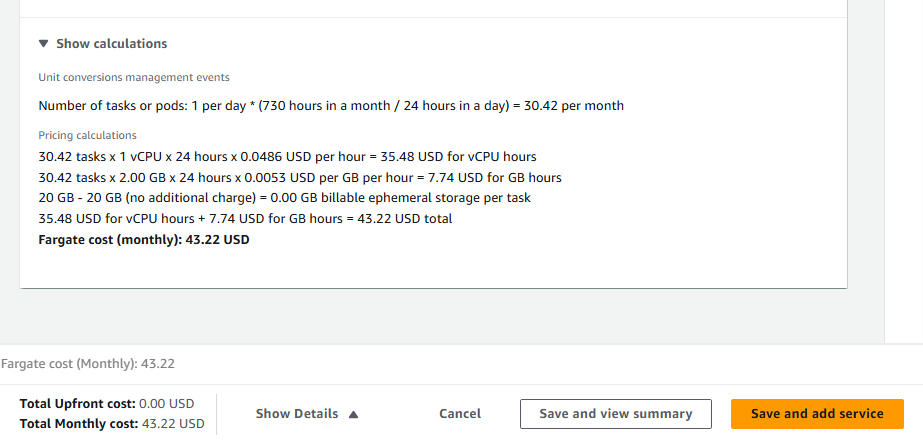 Show calculations
Unit conversions management events
Number of tasks or pods: 1 per day * (730 hours in a month / 24 hours in a day) = 30.42 per month
Pricing calculations
30.42 tasks x 1 vCPU x 24 hours x 0.0486 USD per hour = 35.48 USD for vCPU hours
30.42 tasks x 2.00 GB x 24 hours x 0.0053 USD per GB per hour = 7.74 USD for GB hours
20 GB - 20 GB (no additional charge) = 0.00 GB billable ephemeral storage per task
35.48 USD for vCPU hours + 7.74 USD for GB hours = 43.22 USD total
Fargate cost (monthly): 43.22 USD
Fargate cost (Monthly): 43.22
Total Upfront cost: 0.00 USD
Total Monthly cost: 43.22 USD
Show Details
Cancel
Save and view summary
Save and add service